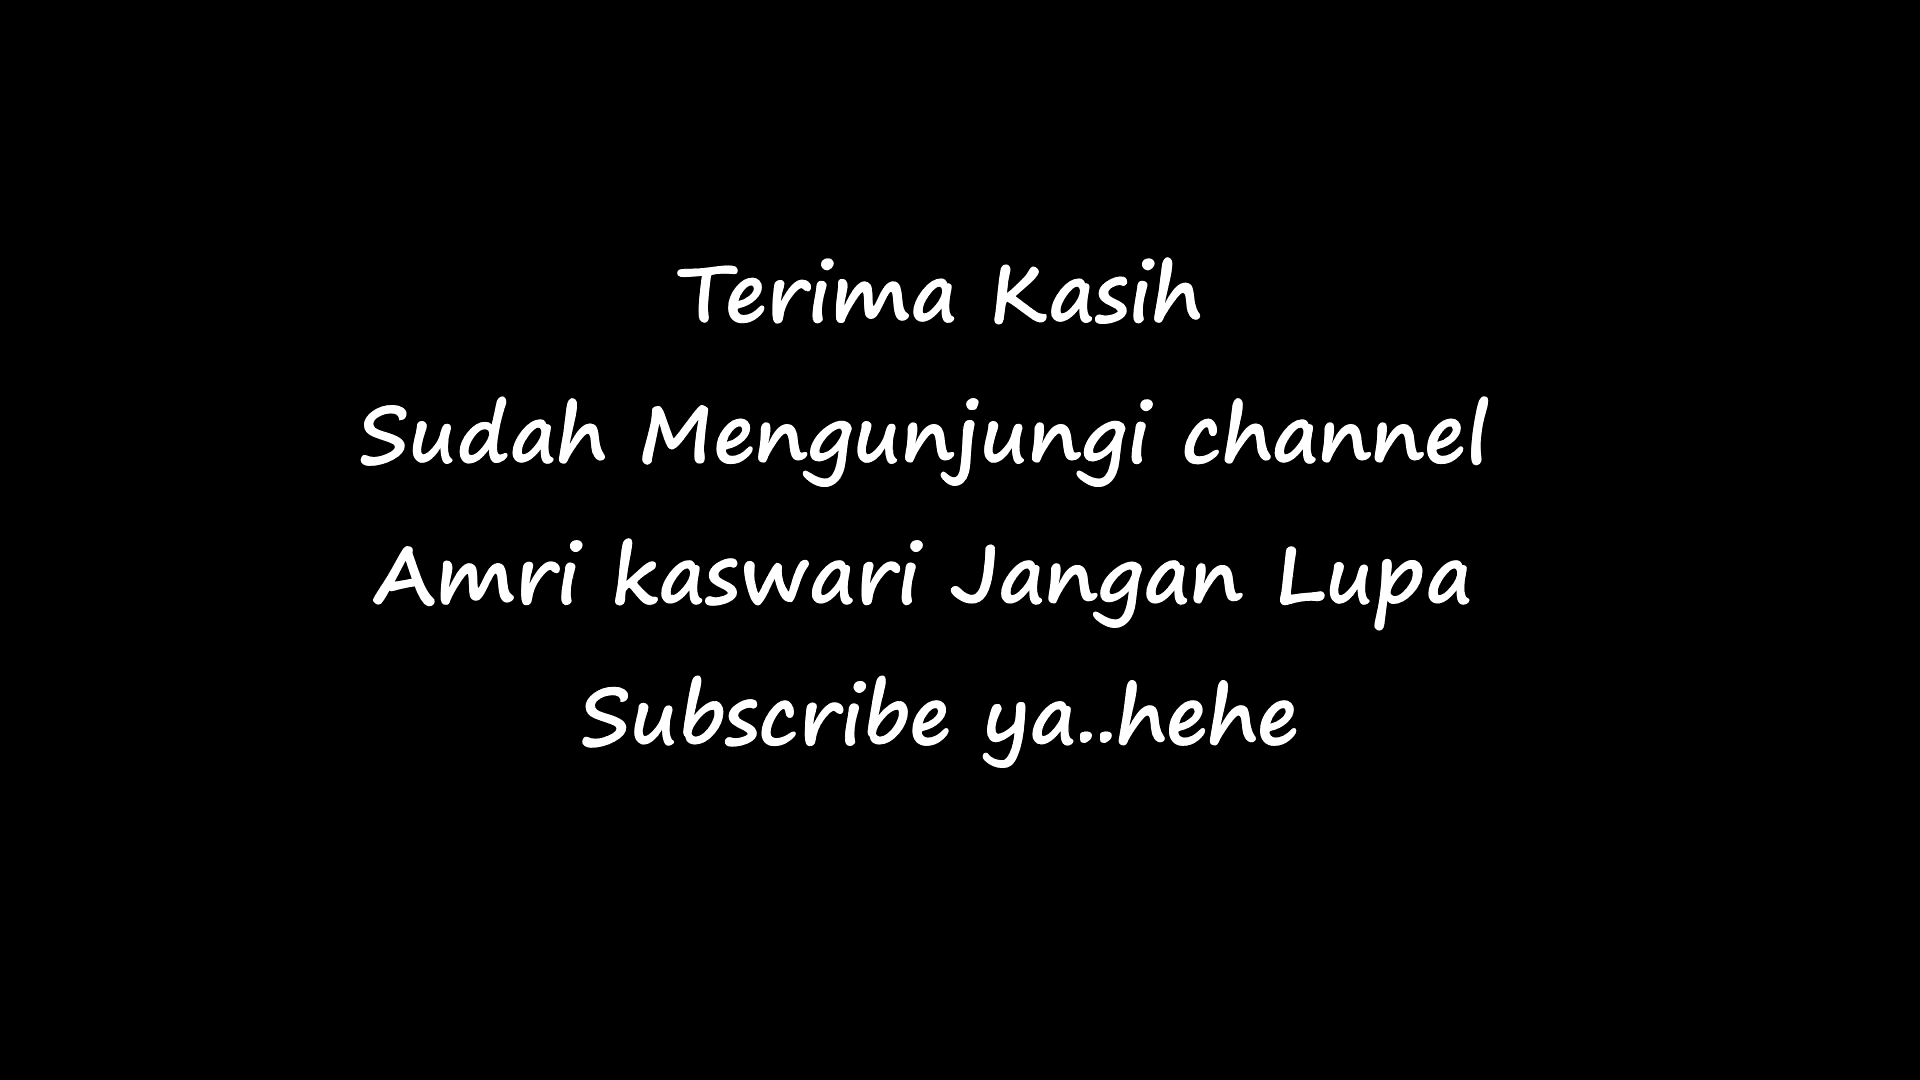 Terima Kasih
Sudah Mengunjungi channel
Amri kaswari Jangan Lupa
Subscribe ya..hehe